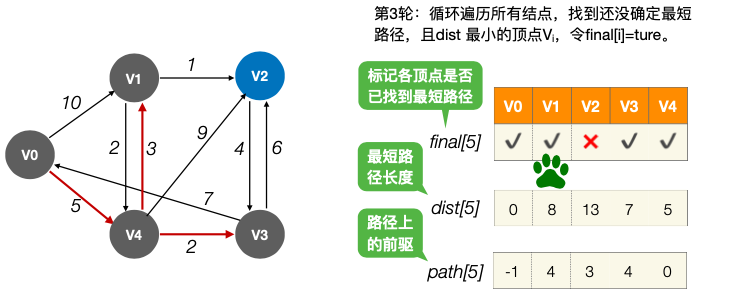 第3轮：循环遍历所有结点，找到还没确定最短
路径，且dist 最小的顶点Vi，令final[i]=ture。
标记各顶点是否
已找到最短路径
V0 V1 V2 V3 V4
final[5]
最短路
径长度
dist[5] 0 8 13 7 5
路径上
的前驱
path[5] -1 4 3 4 0
V1
1
V2
10
2
3
9
4
6
V0
5
7
V4
2
V3